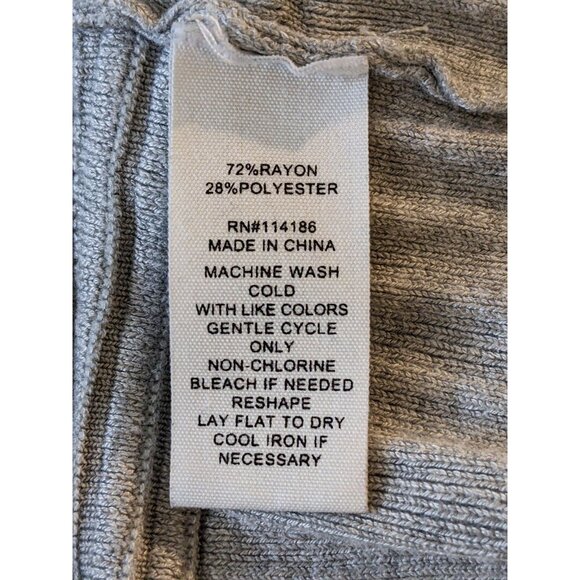 72%RAYON
28%POLYESTER
RN#114186
MADE IN CHINA
MACHINE WASH
COLD
WITH LIKE COLORS
GENTLE CYCLE
ONLY
NON-CHLORINE
BLEACH IF NEEDED
RESHAPE
LAY FLAT TO DRY
COOL IRON IF
NECESSARY